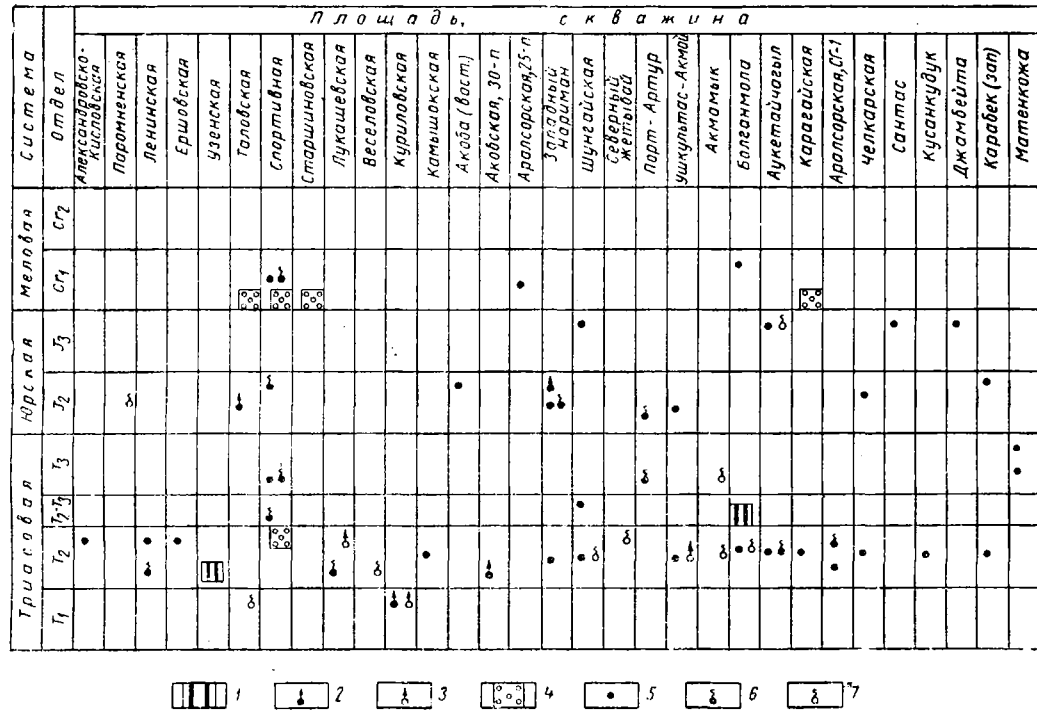 Площадь, скважина
Система
Отдел
Александровско-
кисловская
Паромненская
Ленинская
Ершовская
Узенская
Таловская
Спортивная
Старшиновская
Лукашевская
Веселовская
Куриловская
Камышокская
Акоба (вост.)
Акобская, 30-п
Аралсорская, 25-п
Западный
нариман
Шунгайская
Северный
жетыбай
Порт-Артур
Ушкультас-Акмой
Акмамык
Болганмола
Аукетайчагыл
Карагайская
Аралсорская, СГ-1
Челкарская
Сантас
Кусанкудук
Джамбейта
Карабек (зап)
Матенкожа
Меловая
Cr2
Cr1
Юрская
J3
J2
Триасовая
T3
T2-T3
T2
T1
1 2 3 4 5 6 7